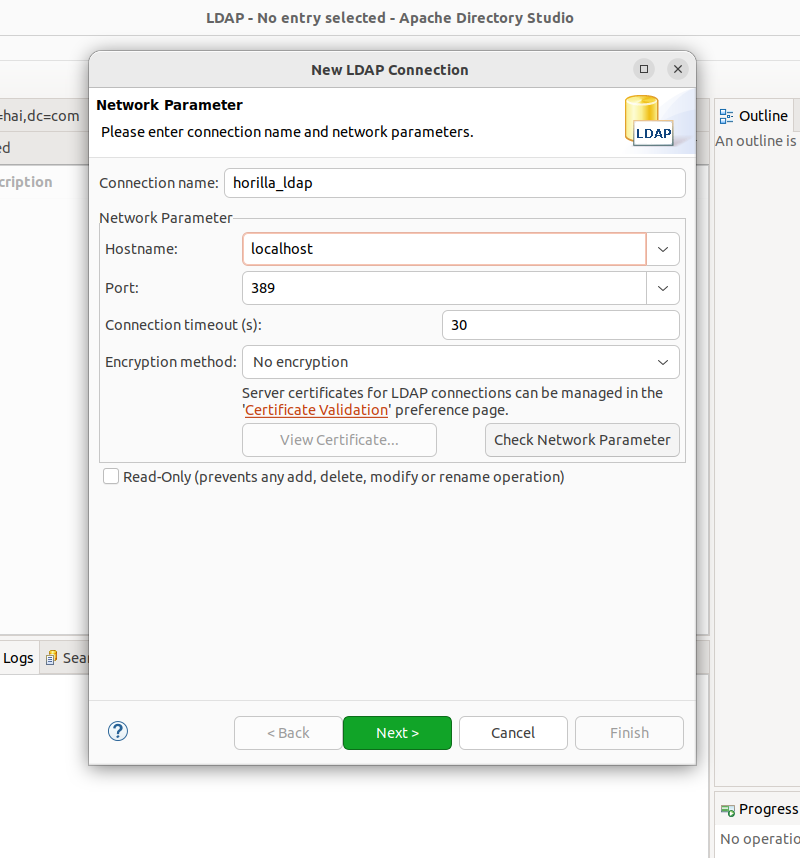 LDAP - No entry selected - Apache Directory Studio
New LDAP Connection
=hai,dc=com
ed
cription
Network Parameter
Please enter connection name and network parameters.
LDAP
Connection name: horilla_ldap
Network Parameter
Hostname: localhost
Port: 389
Connection timeout (s): 30
Encryption method: No encryption
Server certificates for LDAP connections can be managed in the
'Certificate Validation' preference page.
View Certificate... Check Network Parameter
Read-Only (prevents any add, delete, modify or rename operation)
Outline
An outline is
Logs Sea
? < Back Next > Cancel Finish
Progress
No operatio